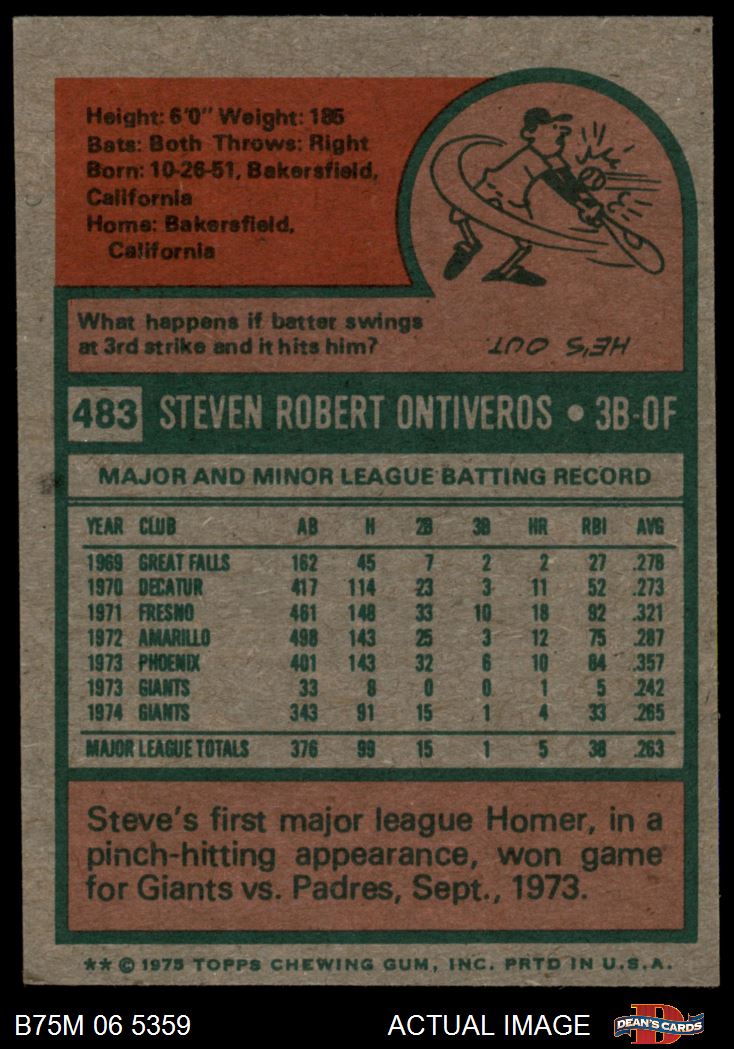 Height: 6'0" Weight: 185
Bats: Both Throws: Right
Born: 10-26-51, Bakersfield,
California
Home: Bakersfield,
California
What happens if batter swings
at 3rd strike and it hits him?
HE'S OUT.
483 STEVEN ROBERT ONTIVEROS • 3B-OF
MAJOR AND MINOR LEAGUE BATTING RECORD
YEAR CLUB AB H 2B 3B HR RBI AVG
1969 GREAT FALLS 162 45 7 2 2 27 .278
1970 DECATUR 417 114 23 3 11 52 .273
1971 FRESNO 461 148 33 10 18 92 .321
1972 AMARILLO 498 143 25 3 12 75 .287
1973 PHOENIX 401 143 32 6 10 84 .357
1973 GIANTS 33 8 0 0 1 5 .242
1974 GIANTS 343 91 15 1 4 33 .265
MAJOR LEAGUE TOTALS 376 99 15 1 5 38 .263
Steve's first major league Homer, in a
pinch-hitting appearance, won game
for Giants vs. Padres, Sept., 1973.
** © 1975 TOPPS CHEWING GUM, INC. PRTD IN U.S.A.
B75M 06 5359 ACTUAL IMAGE DEAN'S CARDS